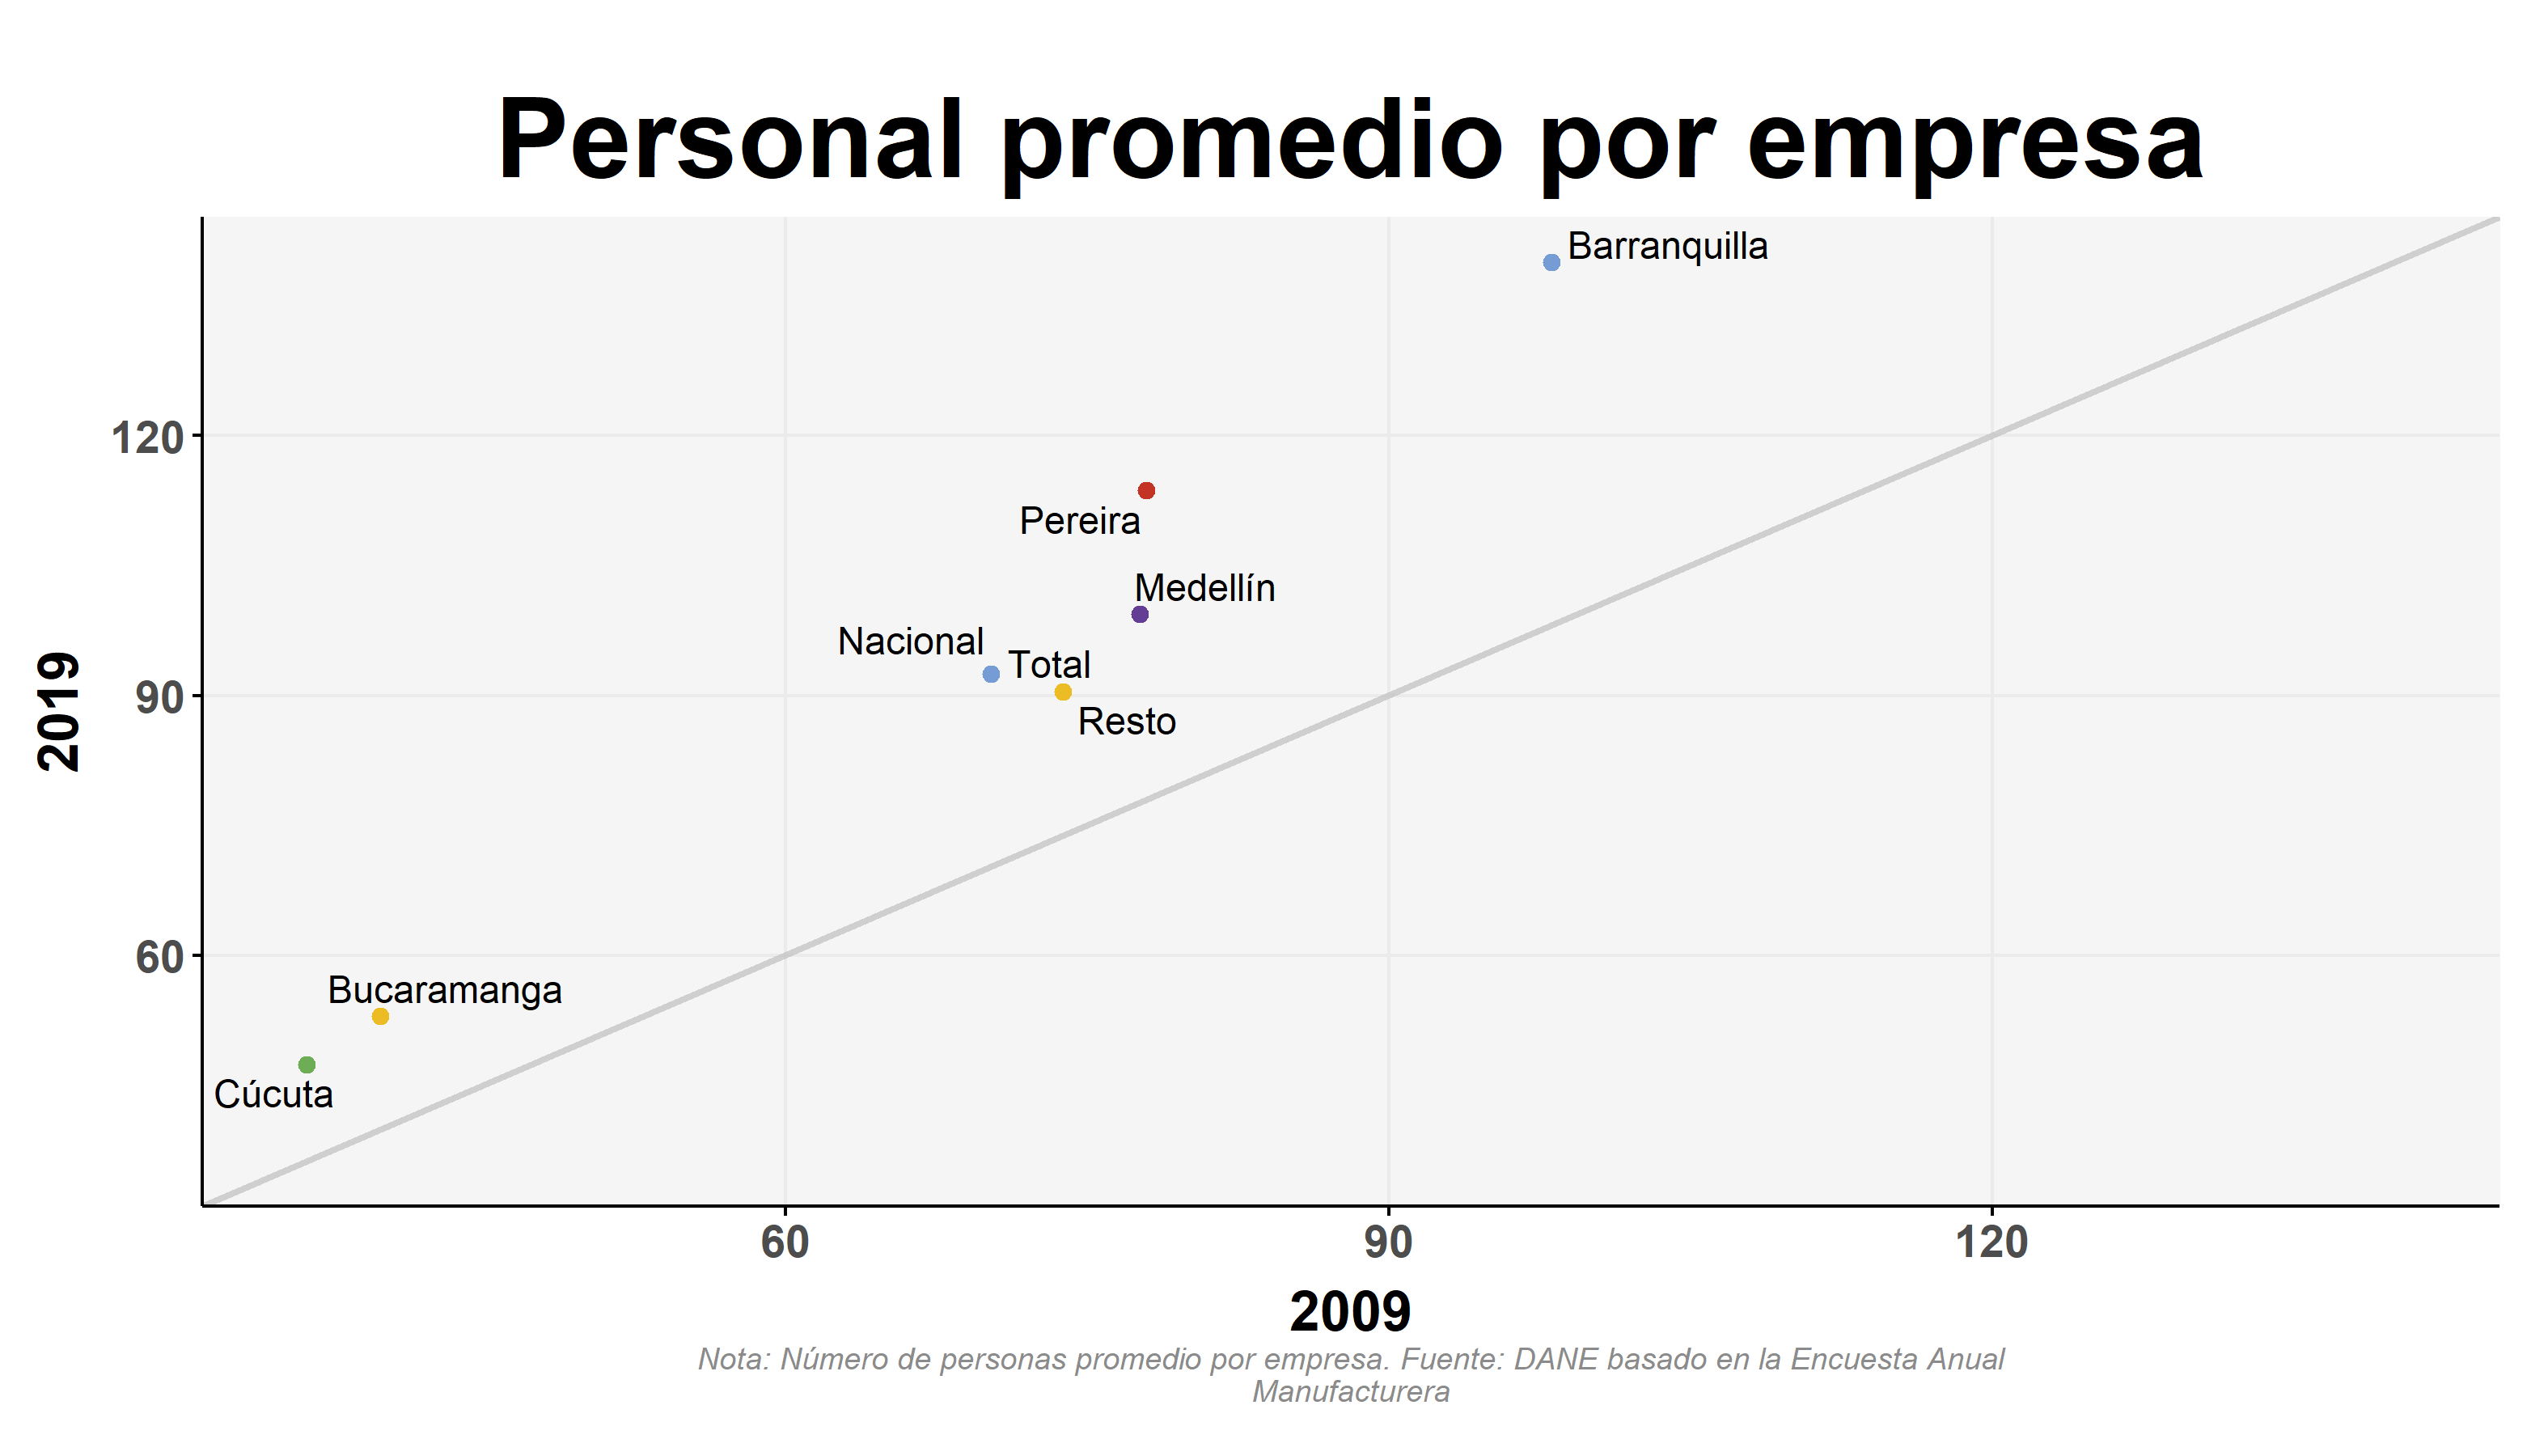 Personal promedio por empresa
Barranquilla
120
Pereira
Medellín
Nacional
Total
90
Resto
2019
60
Bucaramanga
Cúcuta
60
90
120
2009
Nota: Número de personas promedio por empresa. Fuente: DANE basado en la Encuesta Anual
Manufacturera